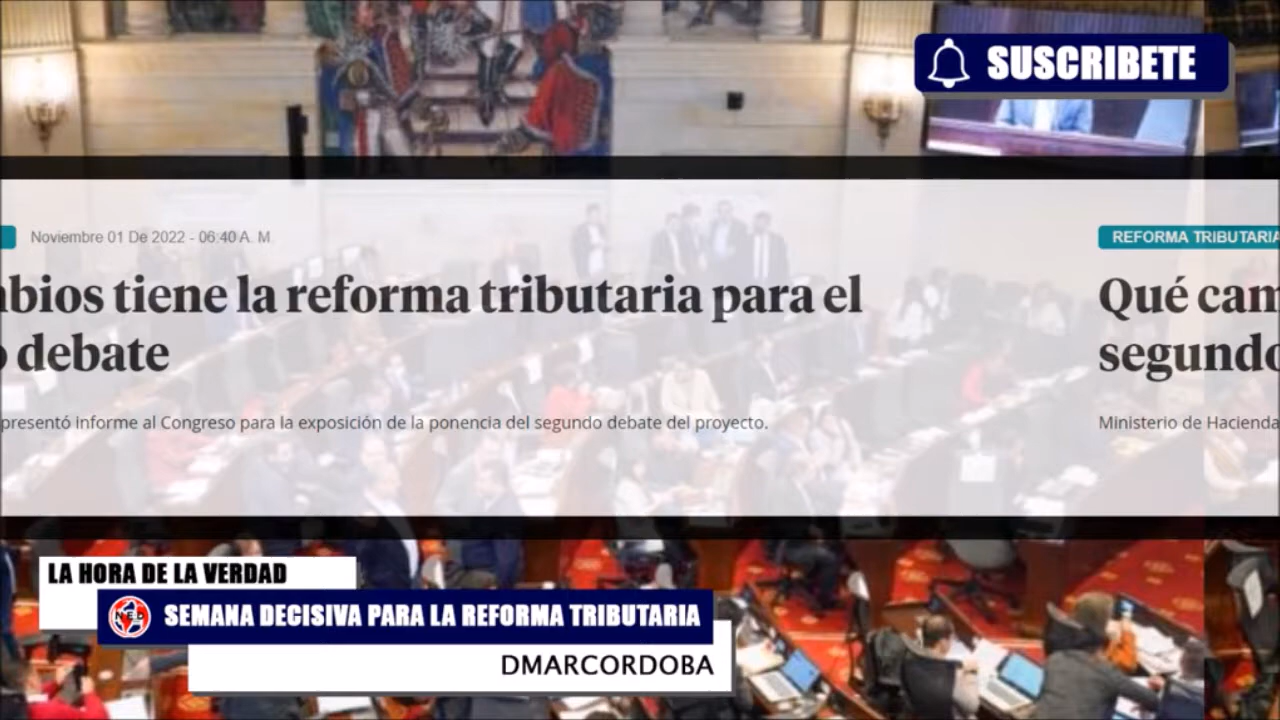 SUSCRIBETE
Noviembre 01 De 2022 - 06:40 A. M.
REFORMA TRIBUTARIA
bios tiene la reforma tributaria para el
debate
Qué cam
segundo
presentó informe al Congreso para la exposición de la ponencia del segundo debate del proyecto.
Ministerio de Hacienda
LA HORA DE LA VERDAD
SEMANA DECISIVA PARA LA REFORMA TRIBUTARIA
DMARCORDOBA